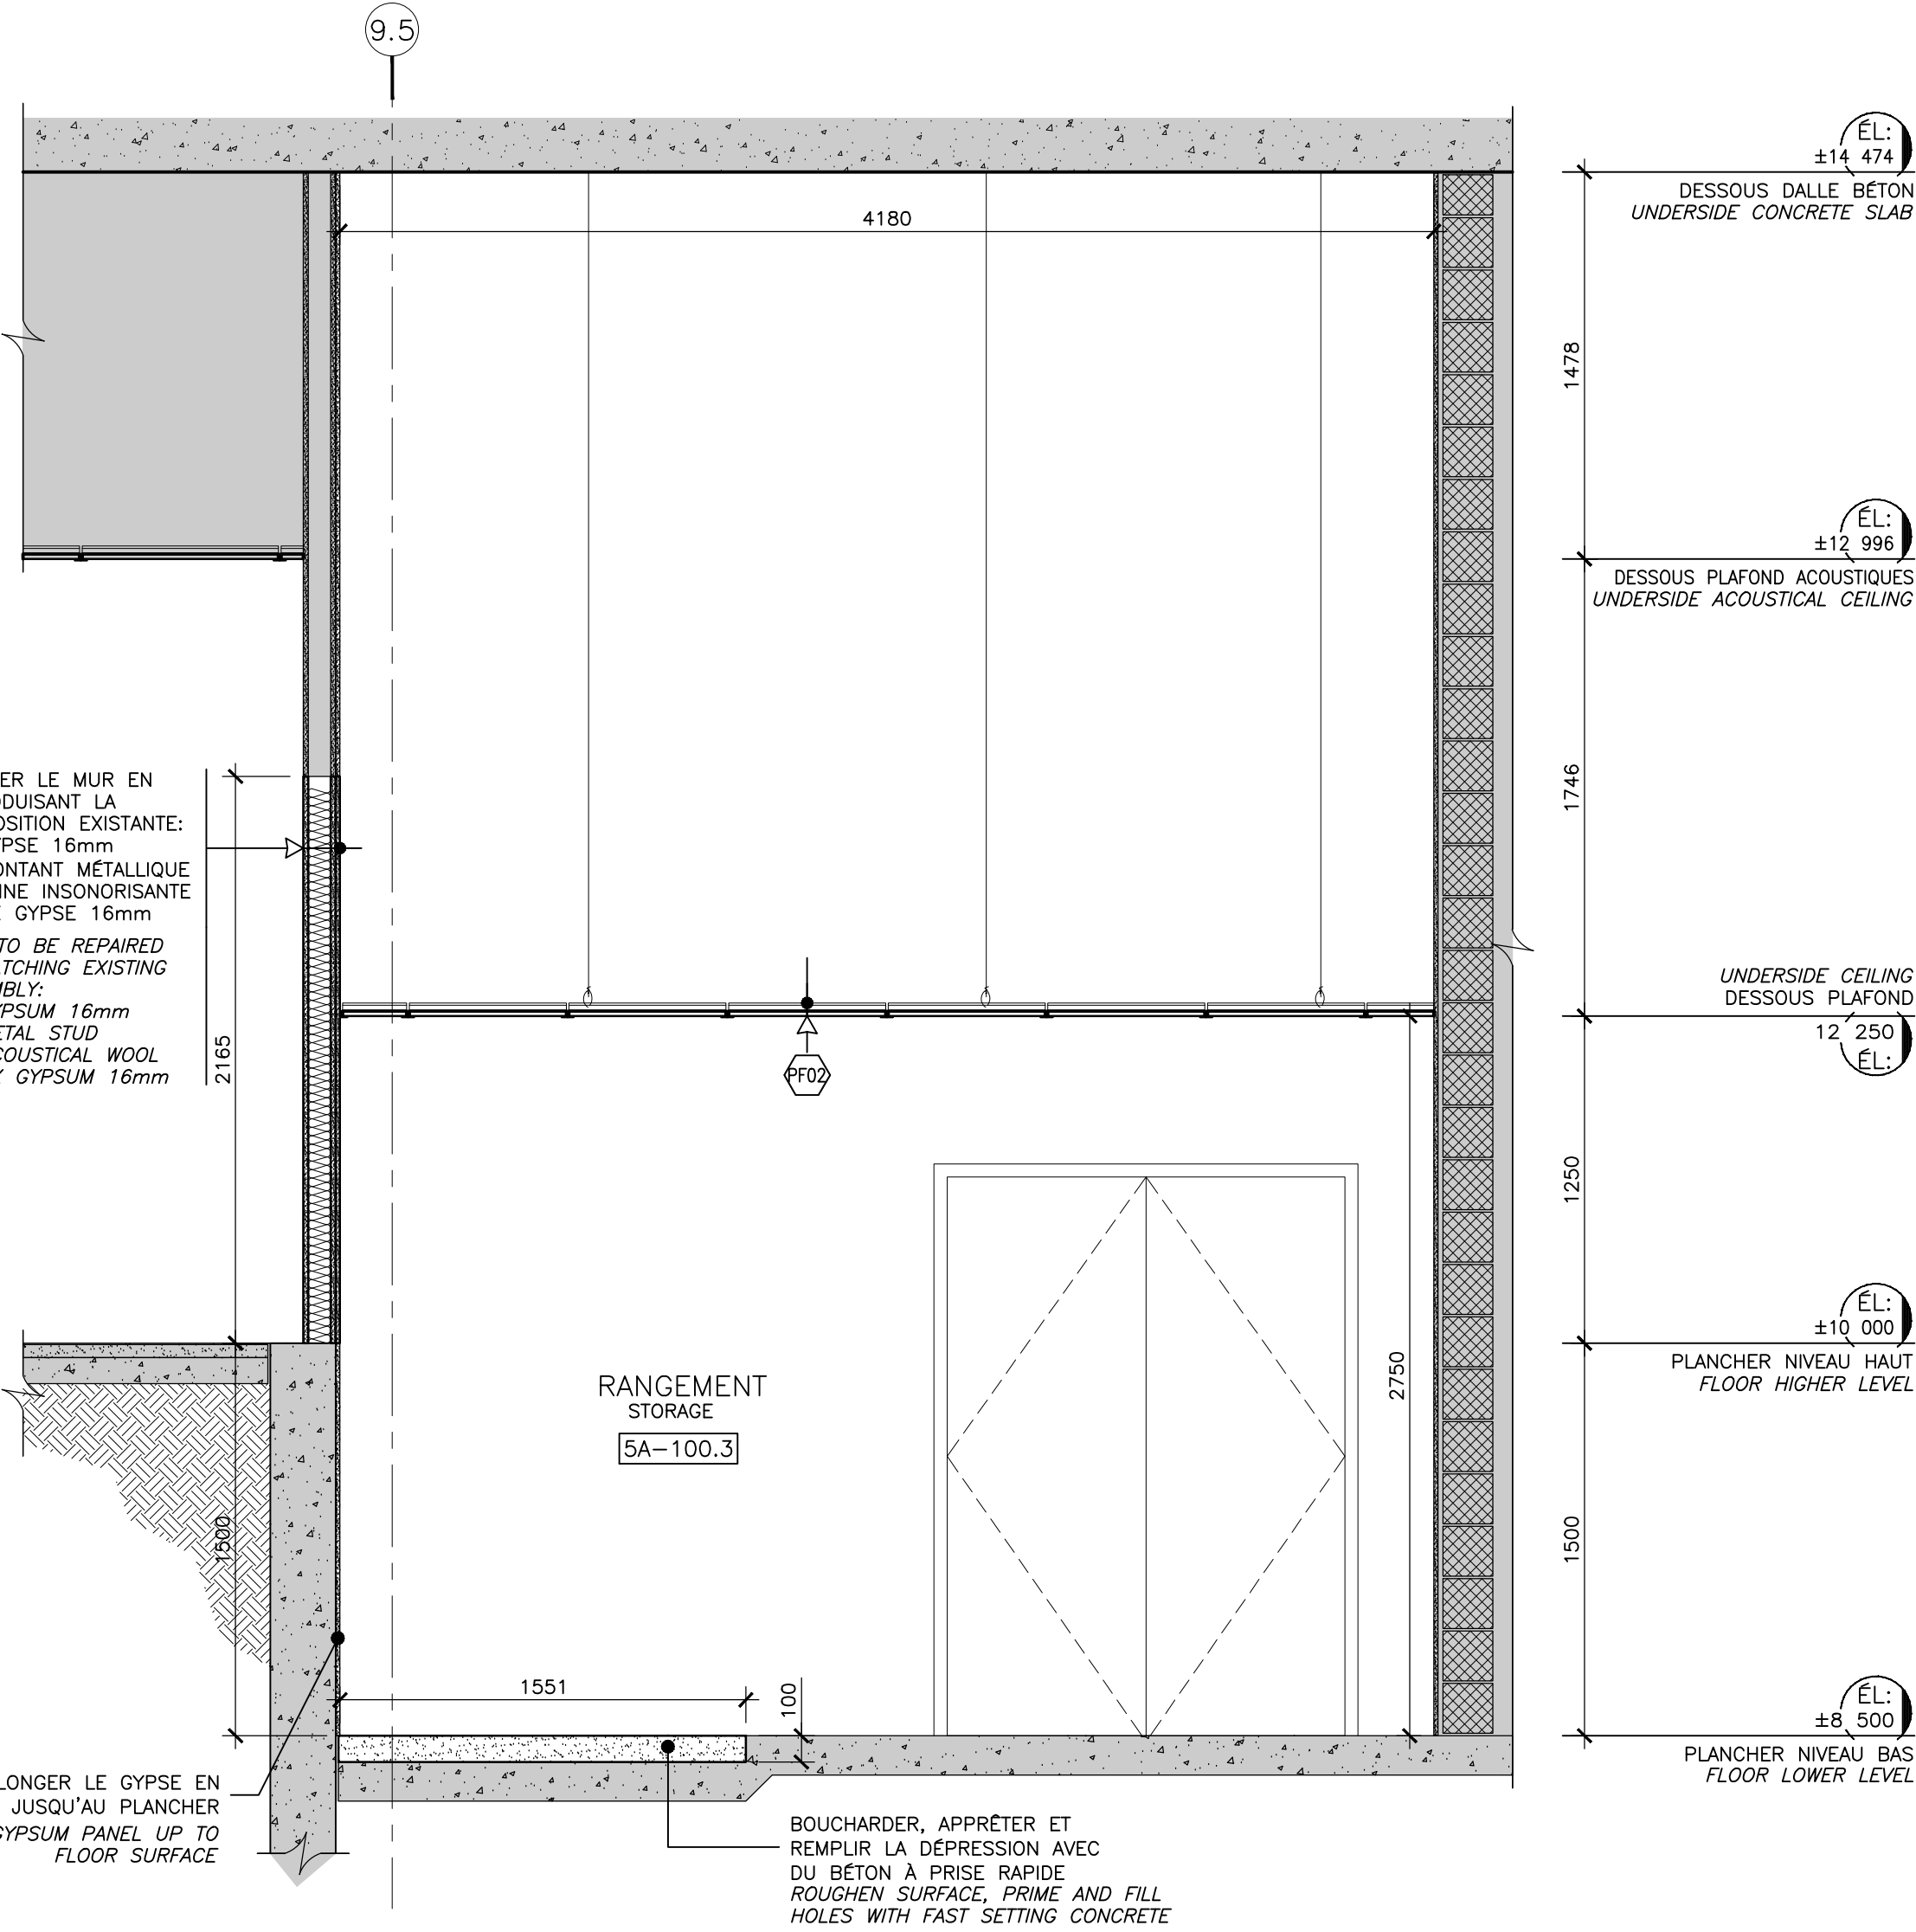 9.5
ÉL:
±14 474
DESSOUS DALLE BÉTON
UNDERSIDE CONCRETE SLAB
4180
1478
ÉL:
±12 996
DESSOUS PLAFOND ACOUSTIQUES
UNDERSIDE ACOUSTICAL CEILING
ER LE MUR EN
ODUISANT LA
OSITION EXISTANTE:
YPSE 16mm
ONTANT MÉTALLIQUE
INE INSONORISANTE
E GYPSE 16mm
TO BE REPAIRED
ATCHING EXISTING
MBLY:
YPSUM 16mm
ETAL STUD
COUSTICAL WOOL
X GYPSUM 16mm
2165
1746
UNDERSIDE CEILING
DESSOUS PLAFOND
12 250
ÉL:
PF02
1250
ÉL:
±10 000
PLANCHER NIVEAU HAUT
FLOOR HIGHER LEVEL
RANGEMENT
STORAGE
5A-100.3
2750
1500
1500
1551
100
ÉL:
±8 500
PLANCHER NIVEAU BAS
FLOOR LOWER LEVEL
LONGER LE GYPSE EN
JUSQU'AU PLANCHER
GYPSUM PANEL UP TO
FLOOR SURFACE
BOUCHARDER, APPRÊTER ET
REMPLIR LA DÉPRESSION AVEC
DU BÉTON À PRISE RAPIDE
ROUGHEN SURFACE, PRIME AND FILL
HOLES WITH FAST SETTING CONCRETE